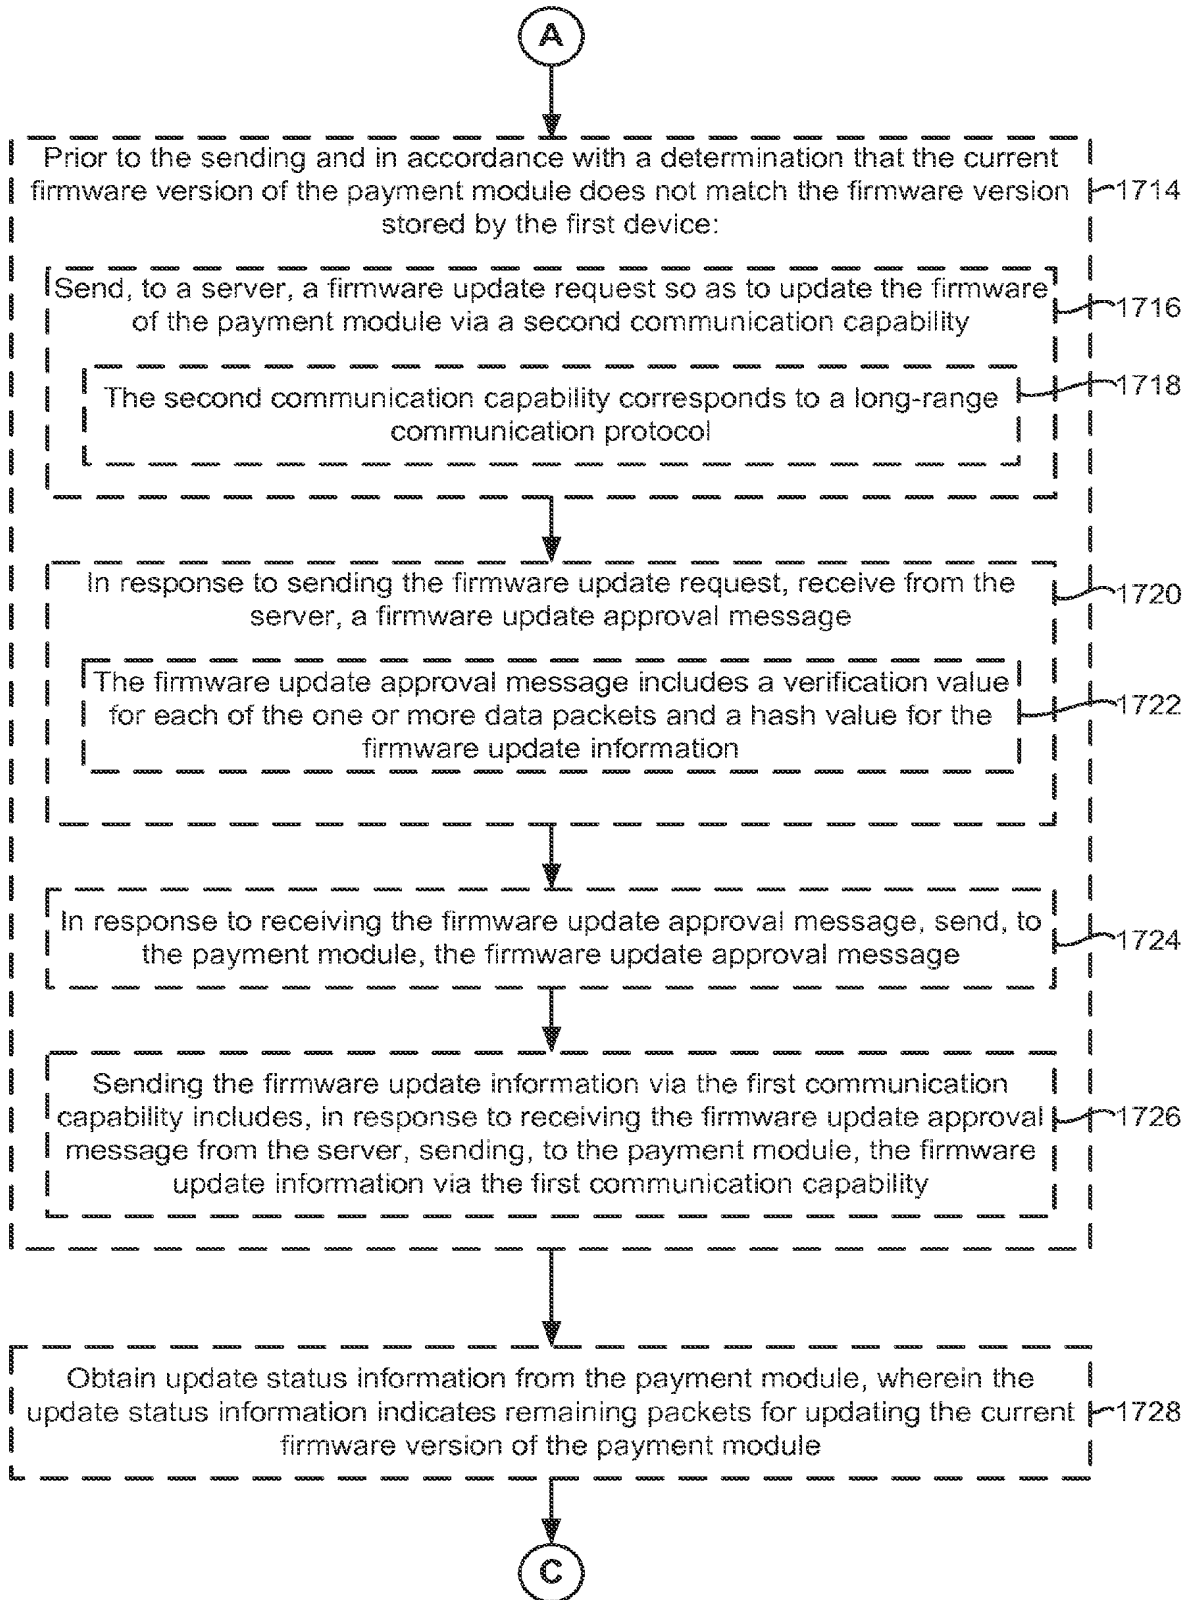 A
Prior to the sending and in accordance with a determination that the current
firmware version of the payment module does not match the firmware version
stored by the first device:
1714
Send, to a server, a firmware update request so as to update the firmware
of the payment module via a second communication capability
1716
The second communication capability corresponds to a long-range
communication protocol
1718
In response to sending the firmware update request, receive from the
server, a firmware update approval message
1720
The firmware update approval message includes a verification value
for each of the one or more data packets and a hash value for the
firmware update information
1722
In response to receiving the firmware update approval message, send, to
the payment module, the firmware update approval message
1724
Sending the firmware update information via the first communication
capability includes, in response to receiving the firmware update approval
message from the server, sending, to the payment module, the firmware
update information via the first communication capability
1726
Obtain update status information from the payment module, wherein the
update status information indicates remaining packets for updating the current
firmware version of the payment module
1728
C